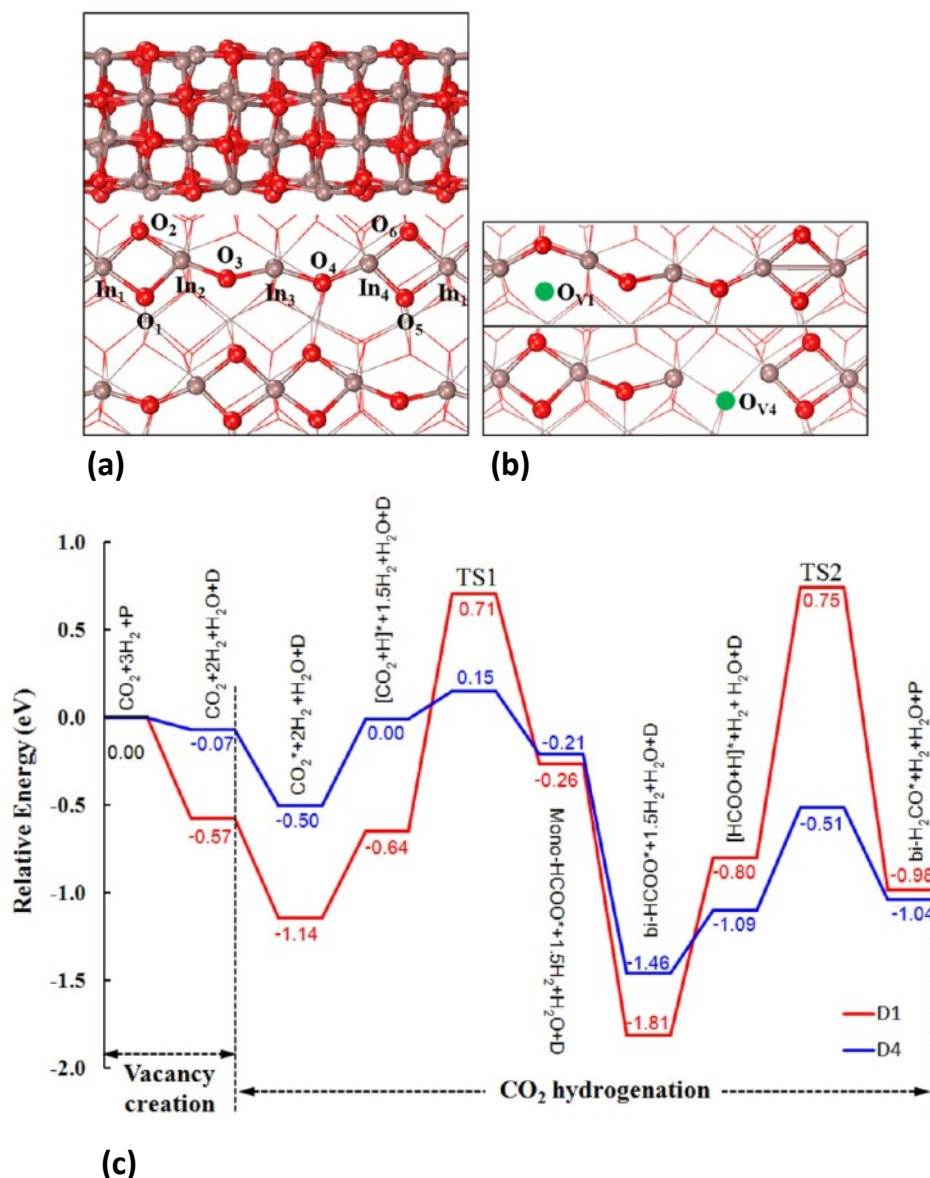 O₂
O₆
O₃
O₄
In₁
In₂
In₃
In₄
In₁
O₁
O₅
O_V1
O_V4
(a)
(b)
Relative Energy (eV)
1.0
0.5
0.0
-0.5
-1.0
-1.5
-2.0
CO₂+3H₂+P
CO₂+2H₂+H₂O+D
CO₂*+2H₂+H₂O+D
[CO₂+H]*+1.5H₂+H₂O+D
TS1
Mono-HCOO*+1.5H₂+H₂O+D
bi-HCOO*+1.5H₂+H₂O+D
[HCOO+H]*+H₂+H₂O+D
TS2
bi-H₂CO*+H₂+H₂O+P
0.00
-0.07
-0.57
-0.50
-1.14
0.00
-0.64
0.71
0.15
-0.21
-0.26
-1.46
-1.81
-0.80
-1.09
0.75
-0.51
-0.98
-1.04
D1
D4
Vacancy
creation
CO₂ hydrogenation
(c)